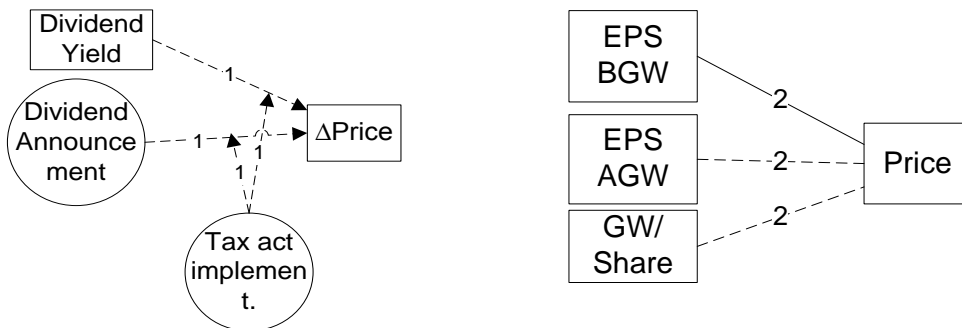 Dividend
Yield
1
Dividend
Announce
ment
1
1
1
∆Price
Tax act
implemen
t.
EPS
BGW
2
EPS
AGW
2
GW/
Share
2
Price